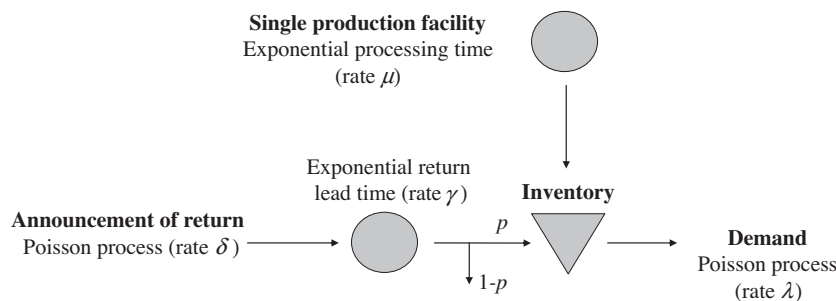 Single production facility
Exponential processing time
(rate μ)
Exponential return
lead time (rate γ)
Inventory
Announcement of return
Poisson process (rate δ)
p
1-p
Demand
Poisson process
(rate λ)